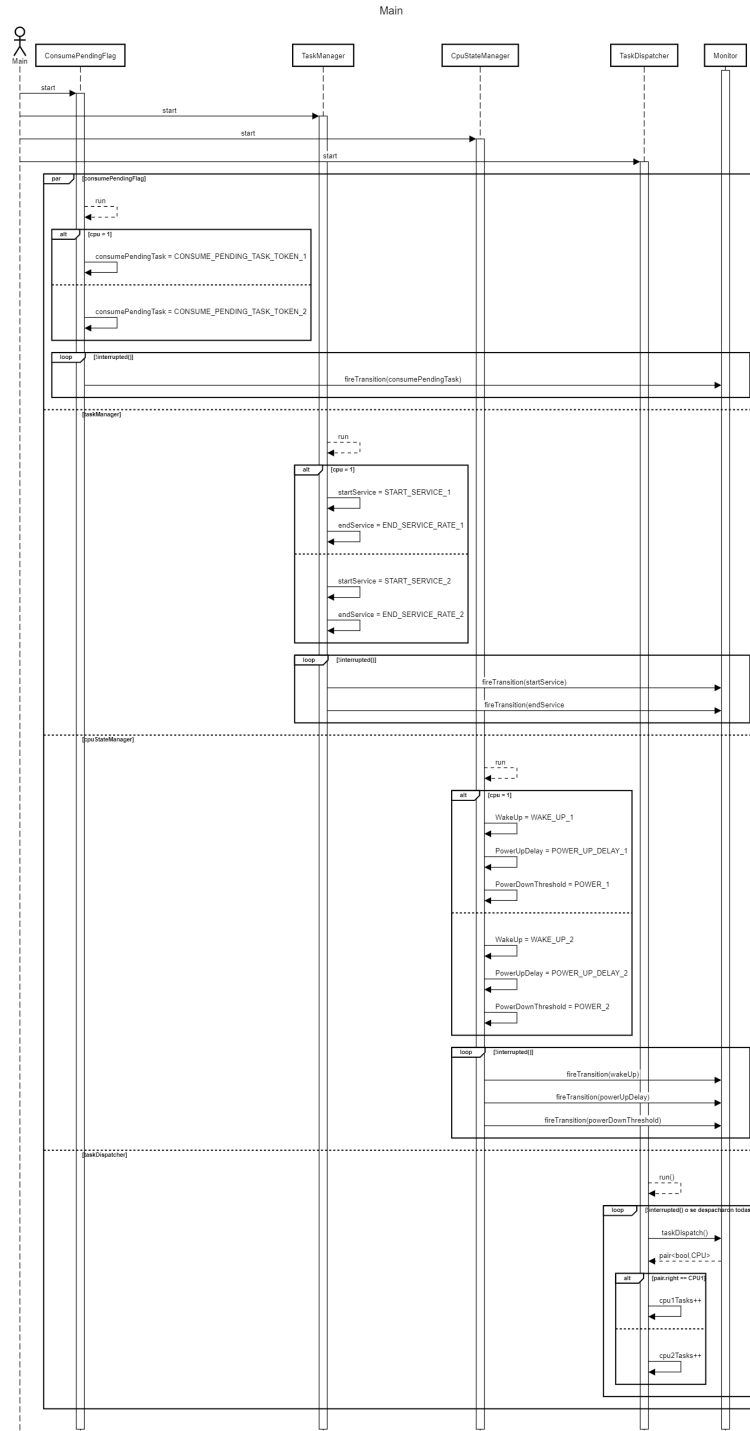 Main
Main
ConsumePendingFlag
TaskManager
CpuStateManager
TaskDispatcher
Monitor
start
start
start
start
par
[consumePendingFlag]
run
alt
[cpu = 1]
consumePendingTask = CONSUME_PENDING_TASK_TOKEN_1
consumePendingTask = CONSUME_PENDING_TASK_TOKEN_2
loop
[!interrupted()]
fireTransition(consumePendingTask)
[taskManager]
run
alt
[cpu = 1]
startService = START_SERVICE_1
endService = END_SERVICE_RATE_1
startService = START_SERVICE_2
endService = END_SERVICE_RATE_2
loop
[!interrupted()]
fireTransition(startService)
fireTransition(endService
[cpuStateManager]
run
alt
[cpu = 1]
WakeUp = WAKE_UP_1
PowerUpDelay = POWER_UP_DELAY_1
PowerDownThreshold = POWER_1
WakeUp = WAKE_UP_2
PowerUpDelay = POWER_UP_DELAY_2
PowerDownThreshold = POWER_2
loop
[!interrupted()]
fireTransition(wakeUp)
fireTransition(powerUpDelay)
fireTransition(powerDownThreshold)
[taskDispatcher]
run()
loop
[!interrupted() o se despacharon todas
taskDispatch()
pair<bool,CPU>
alt
[pair.right == CPU1]
cpu1Tasks++
cpu2Tasks++